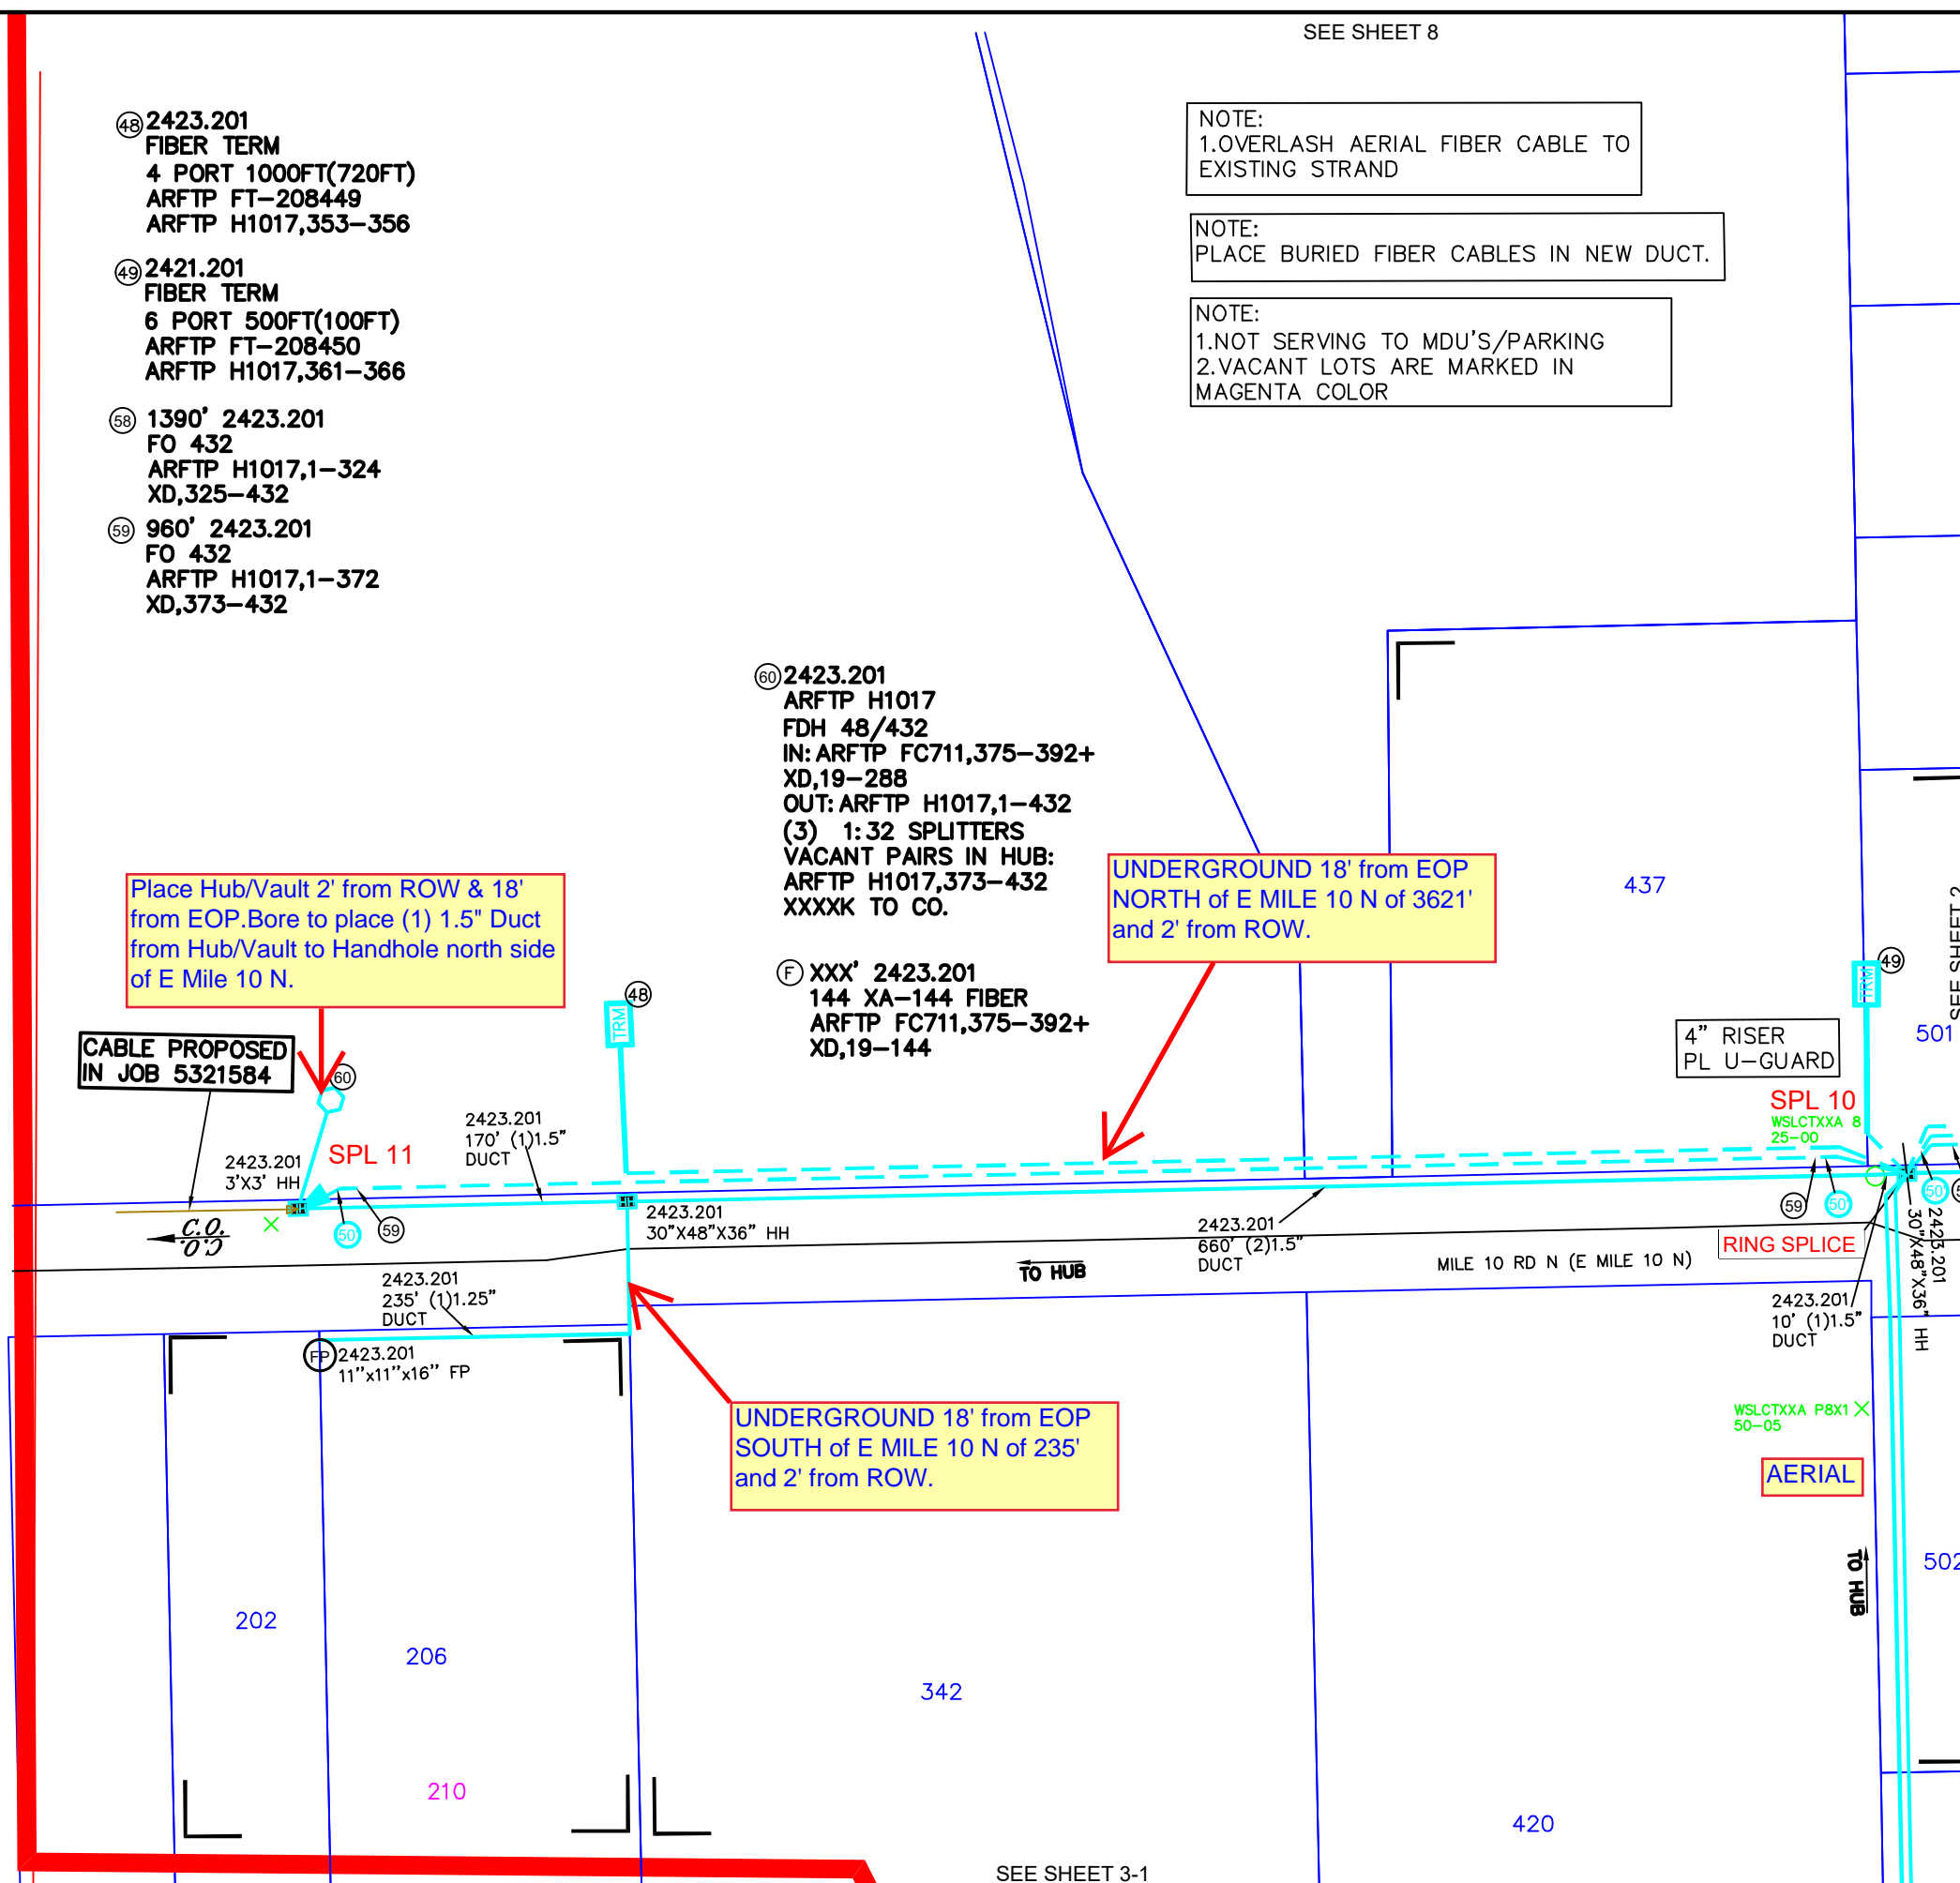 SEE SHEET 8
48 2423.201
FIBER TERM
4 PORT 1000FT(720FT)
ARFTP FT-208449
ARFTP H1017,353-356
49 2421.201
FIBER TERM
6 PORT 500FT(100FT)
ARFTP FT-208450
ARFTP H1017,361-366
58 1390' 2423.201
FO 432
ARFTP H1017,1-324
XD,325-432
59 960' 2423.201
FO 432
ARFTP H1017,1-372
XD,373-432
NOTE:
1.OVERLASH AERIAL FIBER CABLE TO
EXISTING STRAND
NOTE:
PLACE BURIED FIBER CABLES IN NEW DUCT.
NOTE:
1.NOT SERVING TO MDU'S/PARKING
2.VACANT LOTS ARE MARKED IN
MAGENTA COLOR
60 2423.201
ARFTP H1017
FDH 48/432
IN: ARFTP FC711,375-392+
XD,19-288
OUT: ARFTP H1017,1-432
(3) 1:32 SPLITTERS
VACANT PAIRS IN HUB:
ARFTP H1017,373-432
XXXXK TO CO.
F XXX' 2423.201
144 XA-144 FIBER
ARFTP FC711,375-392+
XD,19-144
Place Hub/Vault 2' from ROW & 18'
from EOP.Bore to place (1) 1.5" Duct
from Hub/Vault to Handhole north side
of E Mile 10 N.
UNDERGROUND 18' from EOP
NORTH of E MILE 10 N of 3621'
and 2' from ROW.
437
SEE SHEET 2
CABLE PROPOSED
IN JOB 5321584
60
48
TRM
49
TRM
501
4" RISER
PL U-GUARD
SPL 10
WSLCTXXA 8
25-00
2423.201
3'X3' HH
SPL 11
2423.201
170' (1)1.5"
DUCT
C.O.
C.O.
50
59
2423.201
30"X48"X36" HH
2423.201
660' (2)1.5"
DUCT
TO HUB
MILE 10 RD N (E MILE 10 N)
RING SPLICE
59
50
50
2423.201
30"X48"X36" HH
2423.201
235' (1)1.25"
DUCT
2423.201
10' (1)1.5"
DUCT
FP 2423.201
11"x11"x16" FP
UNDERGROUND 18' from EOP
SOUTH of E MILE 10 N of 235'
and 2' from ROW.
WSLCTXXA P8X1
50-05
AERIAL
TO HUB
502
202
206
342
210
420
SEE SHEET 3-1